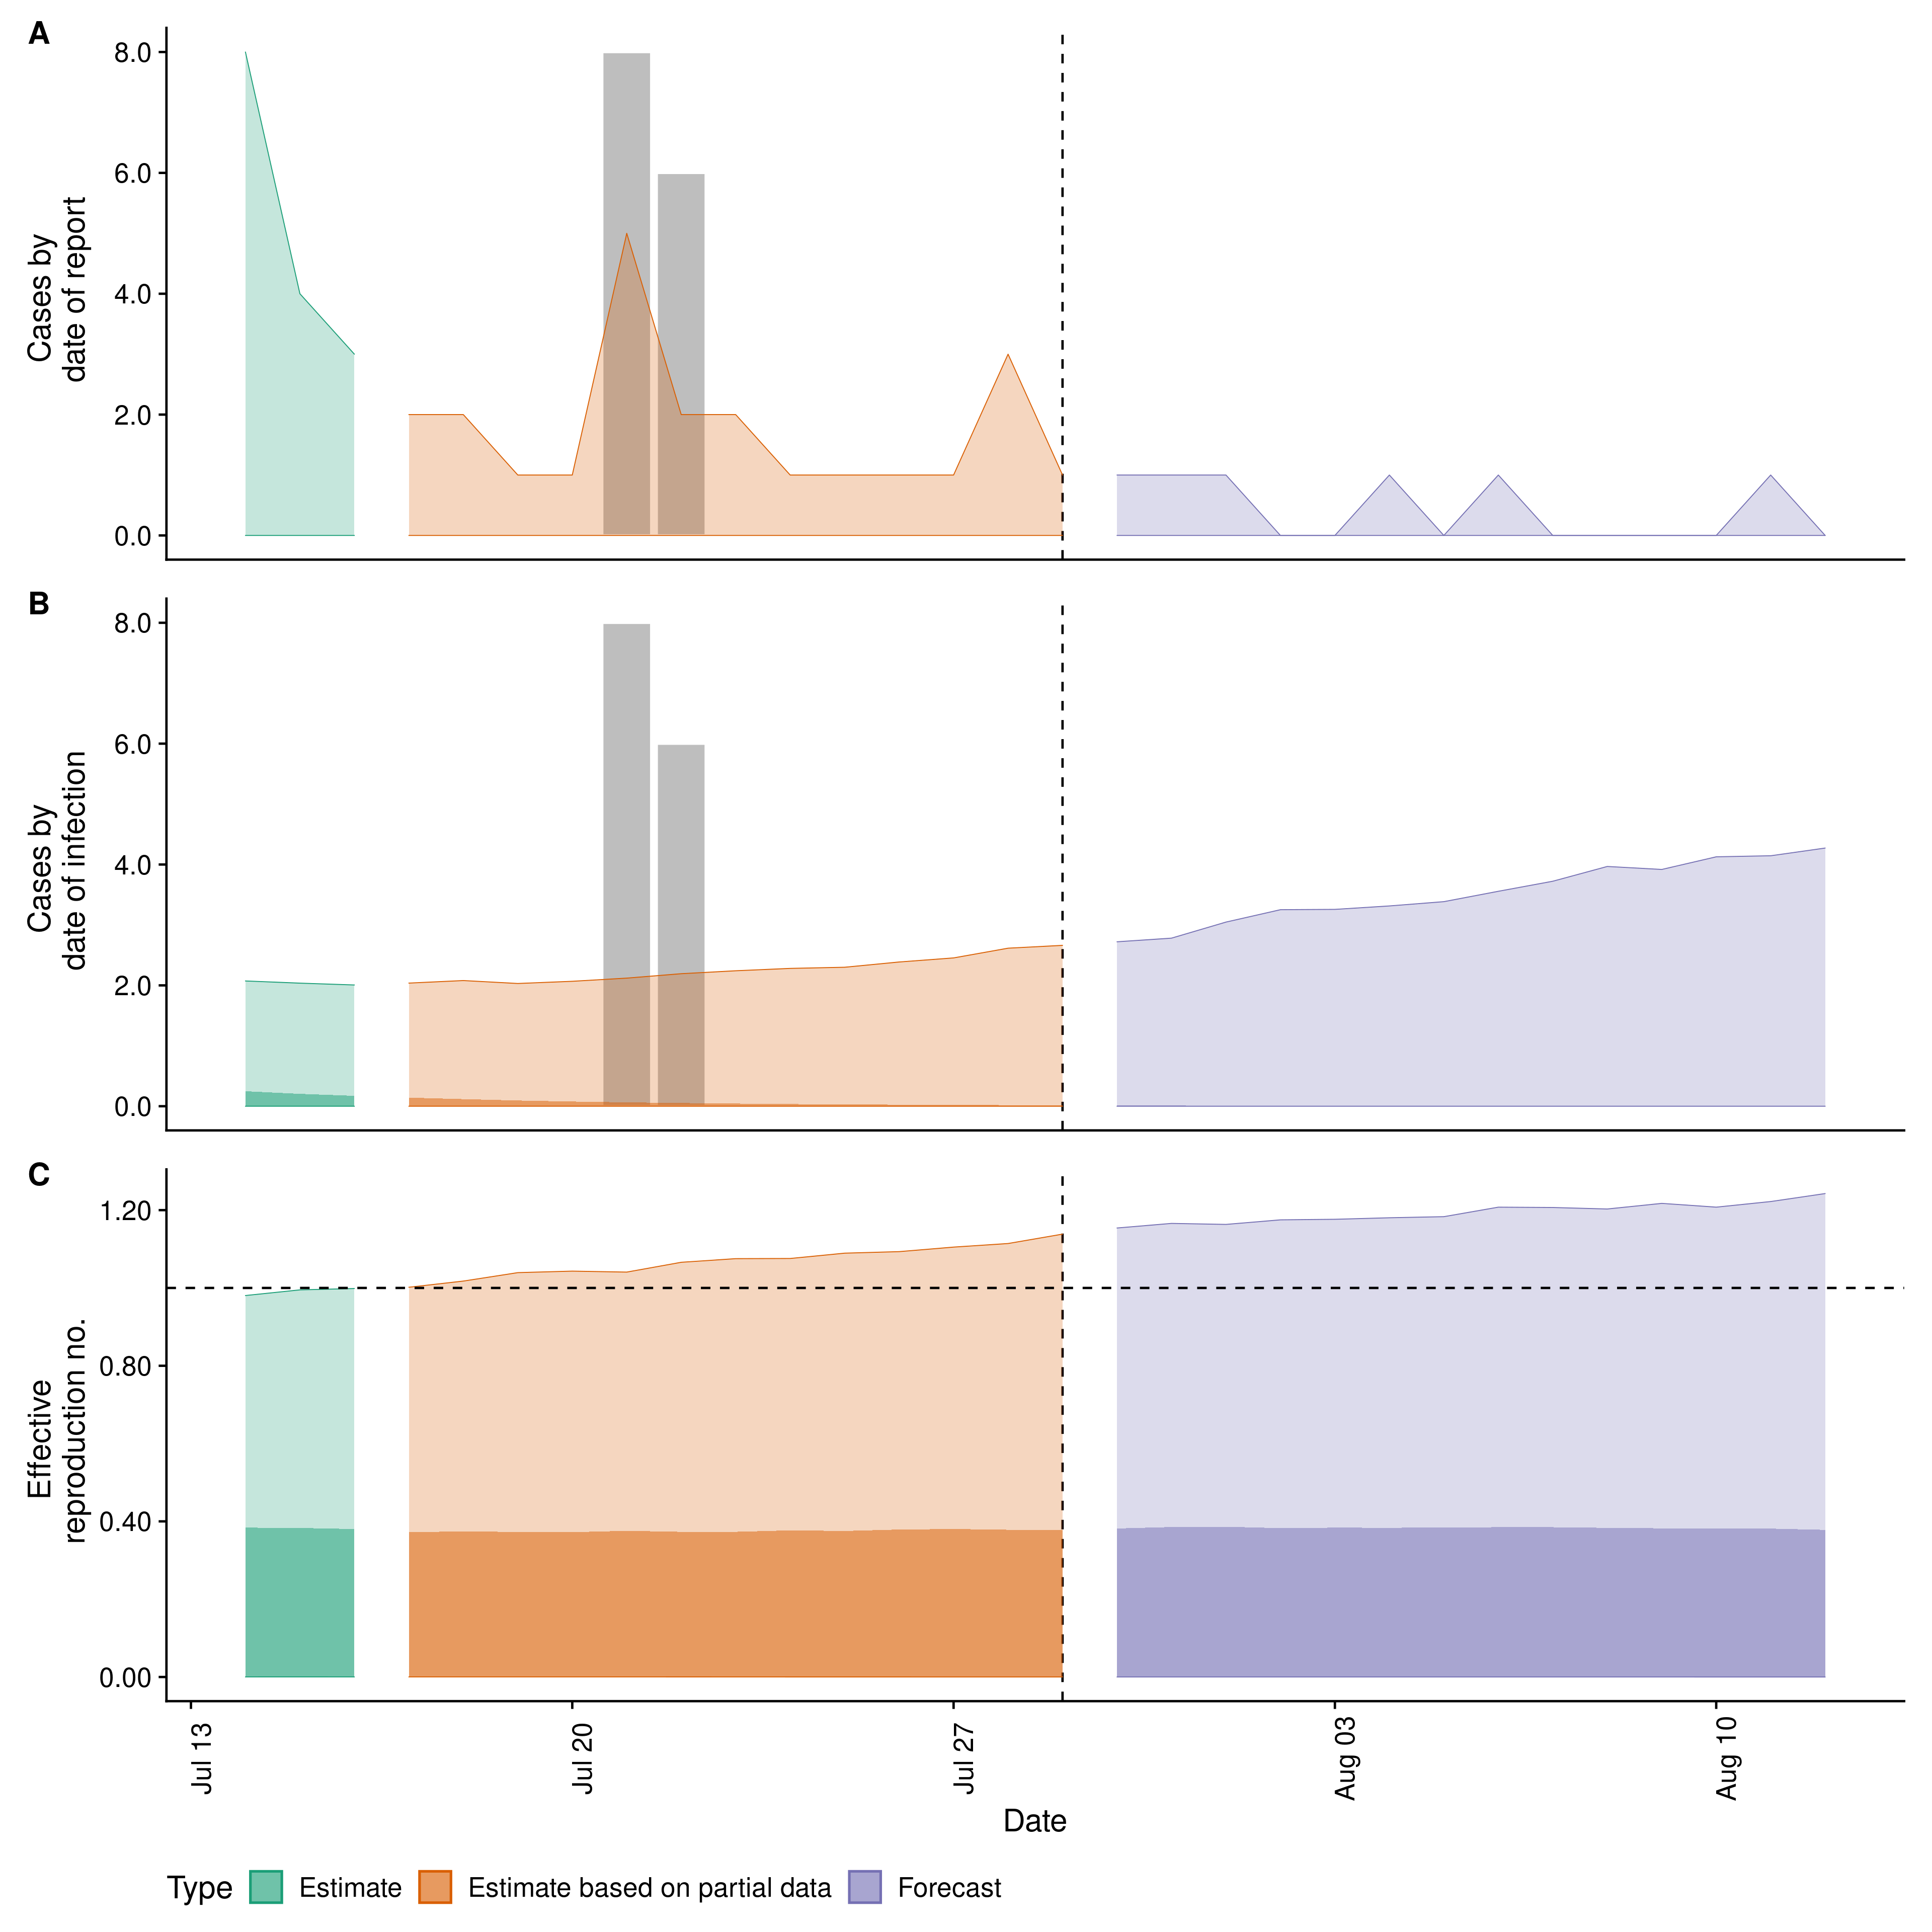 A
8.0
6.0
4.0
2.0
0.0
Cases by
date of report
B
8.0
6.0
4.0
2.0
0.0
Cases by
date of infection
C
1.20
0.80
0.40
0.00
Effective
reproduction no.
Jul 13
Jul 20
Jul 27
Aug 03
Aug 10
Date
Type Estimate Estimate based on partial data Forecast